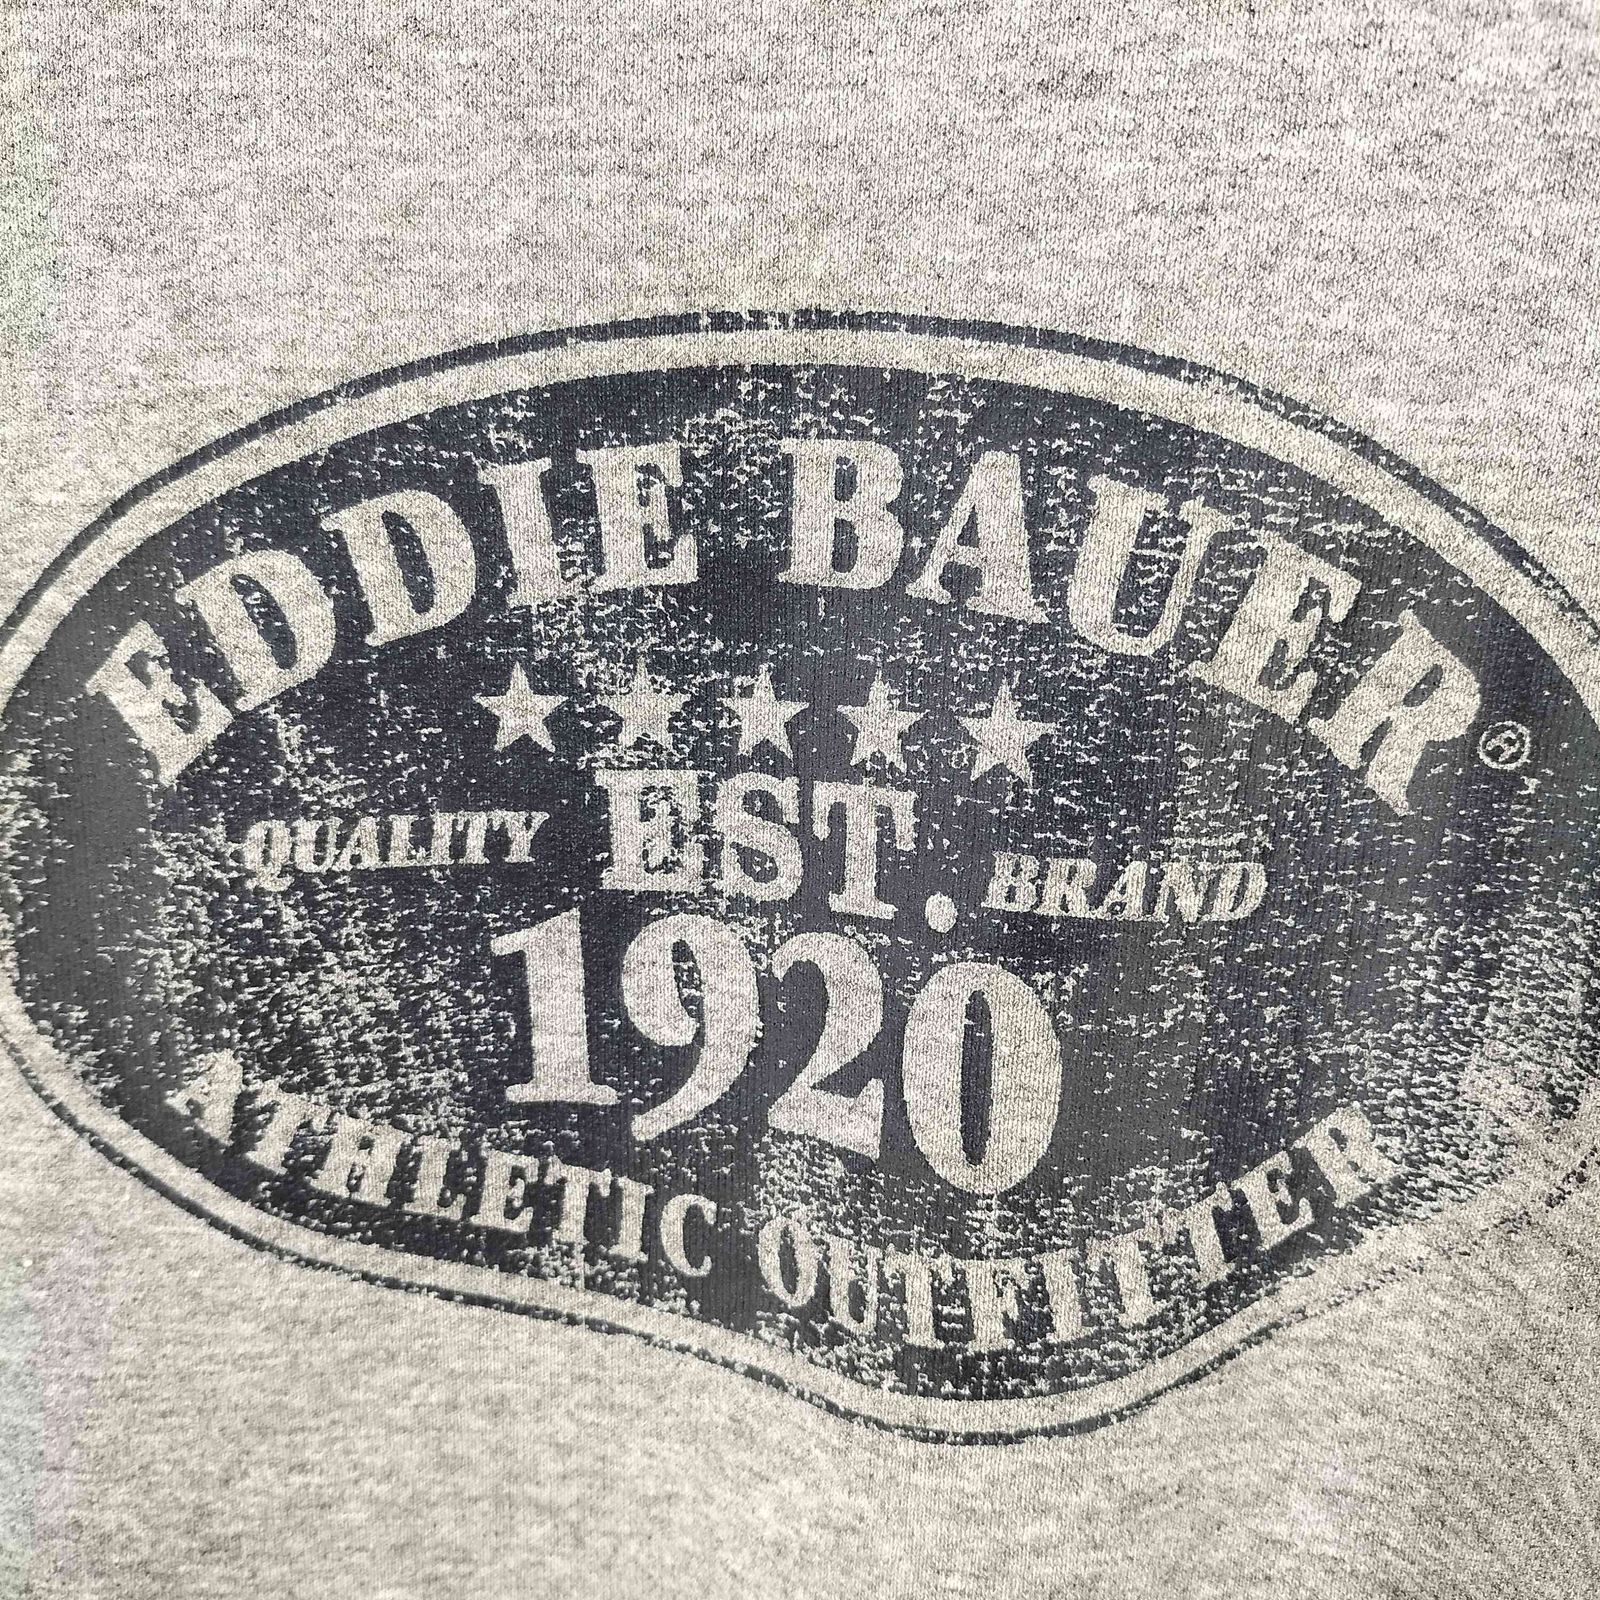 EDDIE BAUER®
EST.
QUALITY BRAND
1920
ATHLETIC OUTFITTER